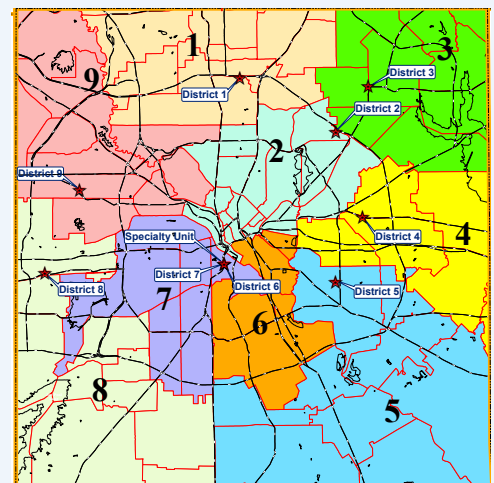 1
3
9
District 3
District 1
District 2
2
District 9
District 4
4
Specialty Unit
District 7
District 6
District 8
District 5
7
6
8
5